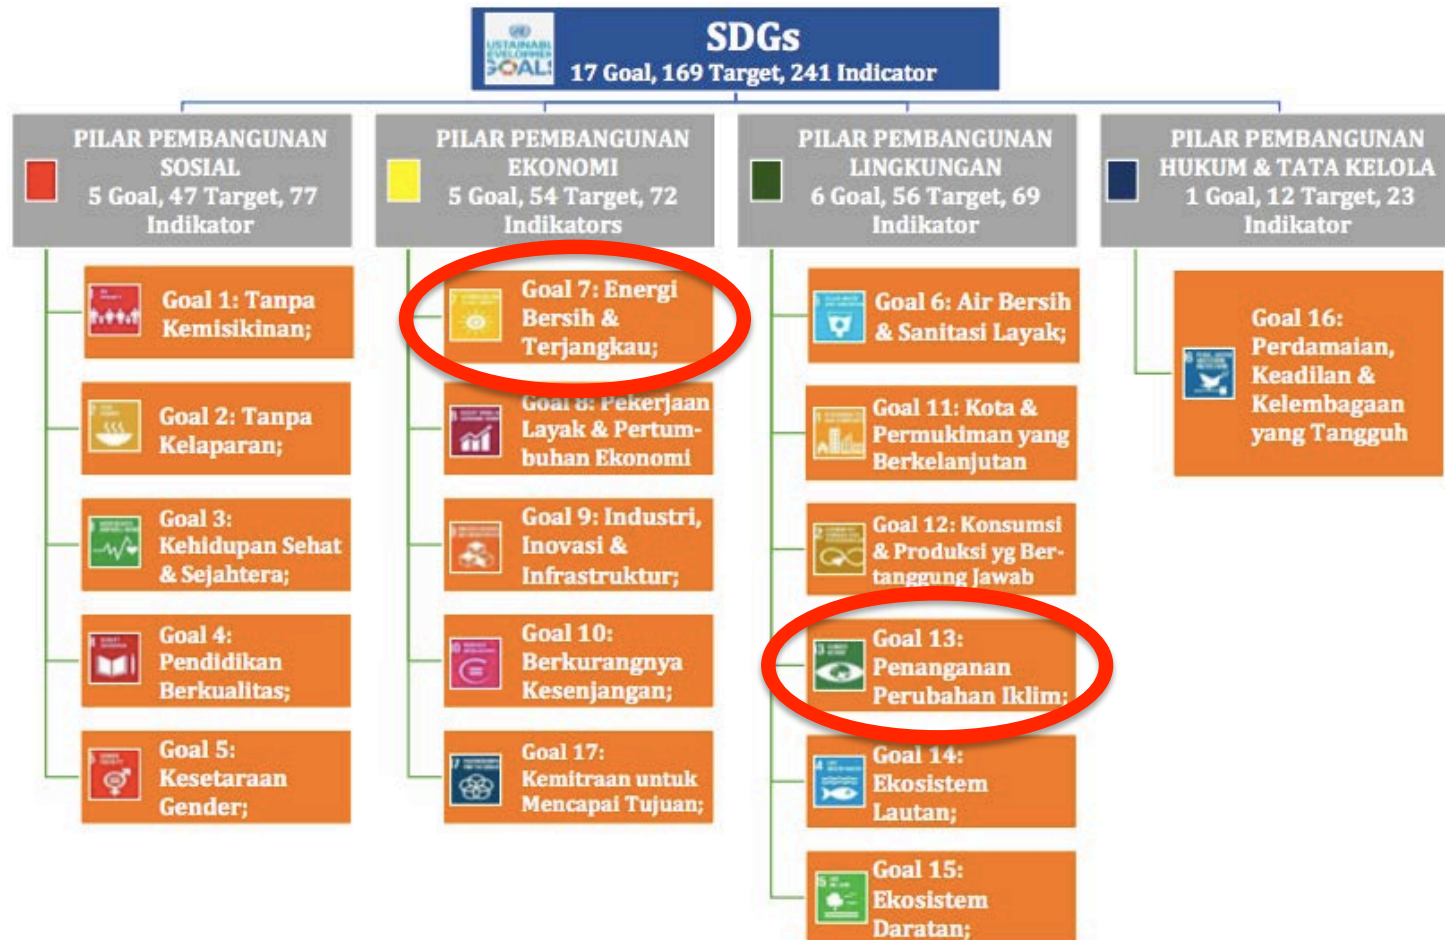 SUSTAINABLE
DEVELOPMENT
GOALS
SDGs
17 Goal, 169 Target, 241 Indicator
PILAR PEMBANGUNAN
SOSIAL
5 Goal, 47 Target, 77
Indikator
Goal 1: Tanpa
Kemisikinan;
Goal 2: Tanpa
Kelaparan;
Goal 3:
Kehidupan Sehat
& Sejahtera;
Goal 4:
Pendidikan
Berkualitas;
Goal 5:
Kesetaraan
Gender;
PILAR PEMBANGUNAN
EKONOMI
5 Goal, 54 Target, 72
Indikators
Goal 7: Energi
Bersih &
Terjangkau;
Goal 8: Pekerjaan
Layak & Pertum-
buhan Ekonomi
Goal 9: Industri,
Inovasi &
Infrastruktur;
Goal 10:
Berkurangnya
Kesenjangan;
Goal 17:
Kemitraan untuk
Mencapai Tujuan;
PILAR PEMBANGUNAN
LINGKUNGAN
6 Goal, 56 Target, 69
Indikator
Goal 6: Air Bersih
& Sanitasi Layak;
Goal 11: Kota &
Permukiman yang
Berkelanjutan
Goal 12: Konsumsi
& Produksi yg Ber-
tanggung Jawab
Goal 13:
Penanganan
Perubahan Iklim;
Goal 14:
Ekosistem
Lautan;
Goal 15:
Ekosistem
Daratan;
PILAR PEMBANGUNAN
HUKUM & TATA KELOLA
1 Goal, 12 Target, 23
Indikator
Goal 16:
Perdamaian,
Keadilan &
Kelembagaan
yang Tangguh